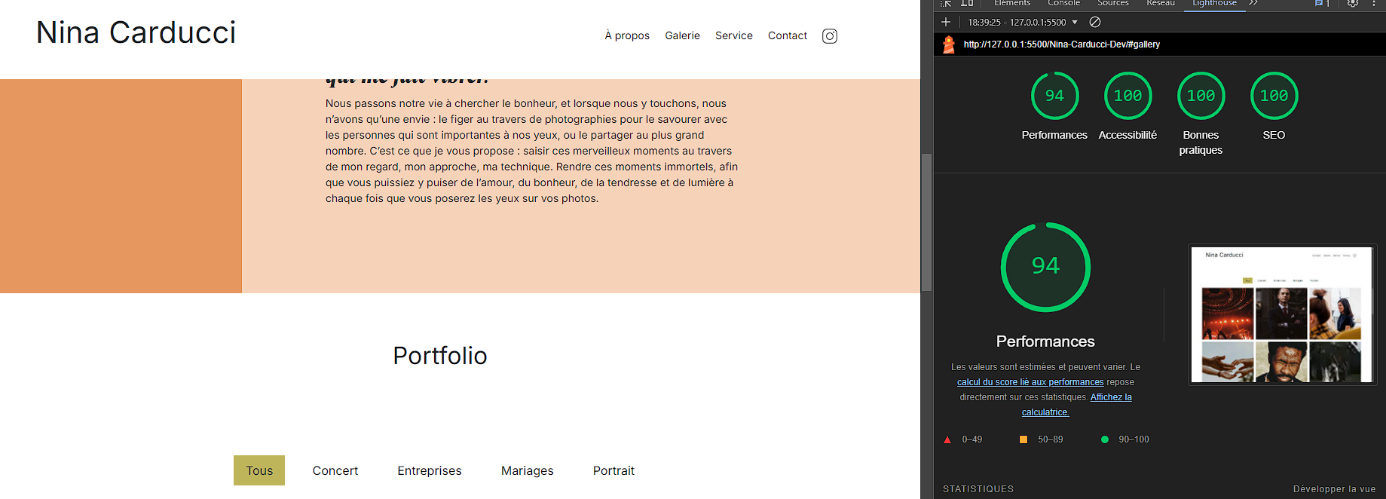 Nina Carducci
À propos Galerie Service Contact
qui me fait vibrer.
Nous passons notre vie à chercher le bonheur, et lorsque nous y touchons, nous
n'avons qu'une envie : le figer au travers de photographies pour le savourer avec
les personnes qui sont importantes à nos yeux, ou le partager au plus grand
nombre. C'est ce que je vous propose : saisir ces merveilleux moments au travers
de mon regard, mon approche, ma technique. Rendre ces moments immortels, afin
que vous puissiez y puiser de l'amour, du bonheur, de la tendresse et de lumière à
chaque fois que vous poserez les yeux sur vos photos.
Portfolio
Tous Concert Entreprises Mariages Portrait
Éléments Console Sources Réseau Lighthouse 1
18:39:25 - 127.0.0.1:5500
http://127.0.0.1:5500/Nina-Carducci-Dev/#gallery
94 100 100 100
Performances Accessibilité Bonnes pratiques SEO
94
Performances
Les valeurs sont estimées et peuvent varier. Le
calcul du score lié aux performances repose
directement sur ces statistiques. Affichez la
calculatrice.
0–49 50–89 90–100
Nina Carducci
STATISTIQUES Développer la vue